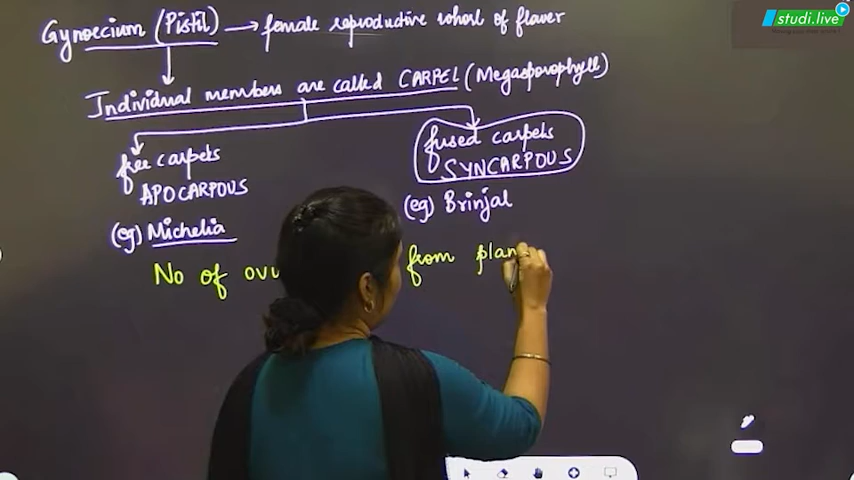 studi.live
Gynoecium (Pistil) → female reproductive whorl of flower
Individual members are called CARPEL (Megasporophyll)
free carpels
APOCARPOUS
(eg) Michelia
fused carpels
SYNCARPOUS
(eg) Brinjal
No of ovu from plan